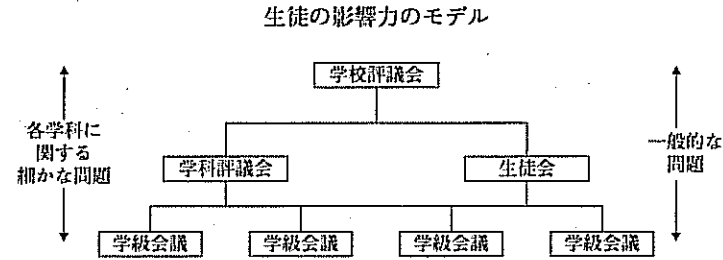 生徒の影響力のモデル
学校評議会
各学科に
関する
細かな問題
一般的な
問題
学科評議会
生徒会
学級会議
学級会議
学級会議
学級会議